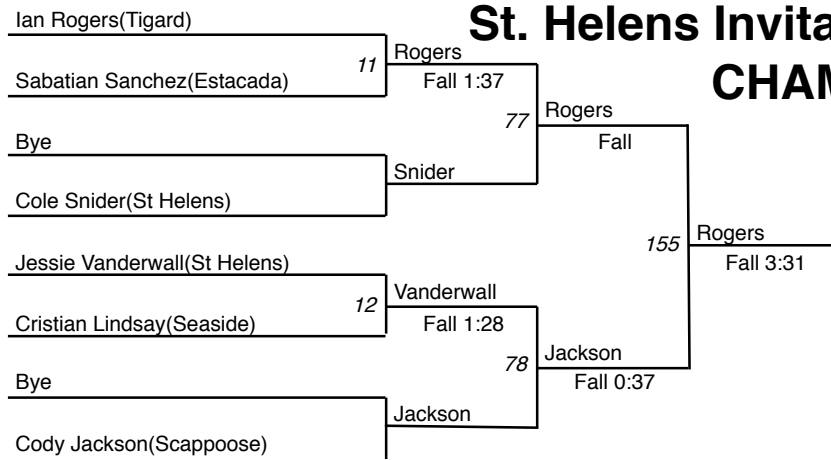 St. Helens Invita
CHAM
Ian Rogers(Tigard)
11
Rogers
Sabatian Sanchez(Estacada)
Fall 1:37
77
Rogers
Bye
Fall
Snider
Cole Snider(St Helens)
155
Rogers
Jessie Vanderwall(St Helens)
Fall 3:31
12
Vanderwall
Cristian Lindsay(Seaside)
Fall 1:28
78
Jackson
Bye
Fall 0:37
Jackson
Cody Jackson(Scappoose)